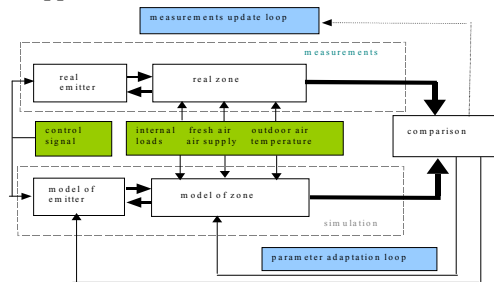 measurements update loop
measurements
real
emitter
real zone
control
signal
internal
loads
fresh air
air supply
outdoor air
temperature
comparison
model of
emitter
model of zone
simulation
parameter adaptation loop